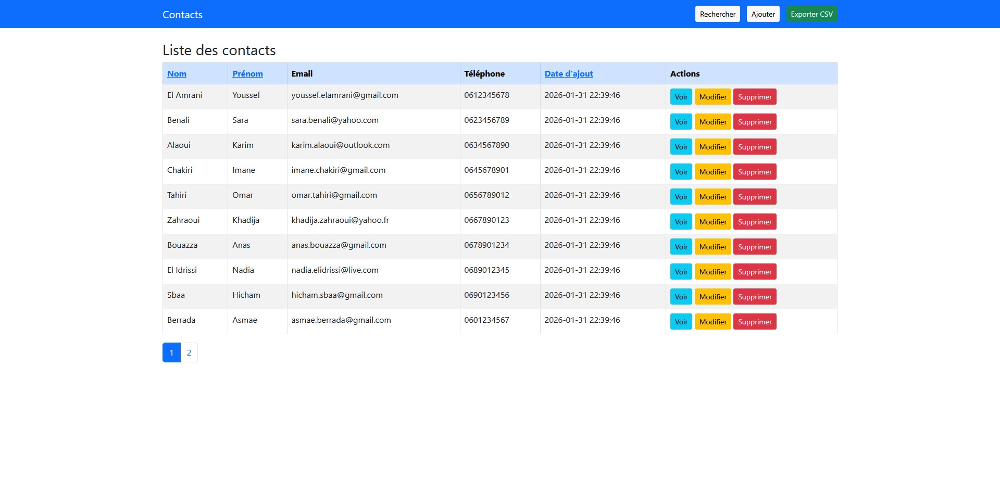 Contacts Rechercher Ajouter Exporter CSV
Liste des contacts
Nom Prénom Email Téléphone Date d'ajout Actions
El Amrani Youssef youssef.elamrani@gmail.com 0612345678 2026-01-31 22:39:46 Voir Modifier Supprimer
Benali Sara sara.benali@yahoo.com 0623456789 2026-01-31 22:39:46 Voir Modifier Supprimer
Alaoui Karim karim.alaoui@outlook.com 0634567890 2026-01-31 22:39:46 Voir Modifier Supprimer
Chakiri Imane imane.chakiri@gmail.com 0645678901 2026-01-31 22:39:46 Voir Modifier Supprimer
Tahiri Omar omar.tahiri@gmail.com 0656789012 2026-01-31 22:39:46 Voir Modifier Supprimer
Zahraoui Khadija khadija.zahraoui@yahoo.fr 0667890123 2026-01-31 22:39:46 Voir Modifier Supprimer
Bouazza Anas anas.bouazza@gmail.com 0678901234 2026-01-31 22:39:46 Voir Modifier Supprimer
El Idrissi Nadia nadia.elidrissi@live.com 0689012345 2026-01-31 22:39:46 Voir Modifier Supprimer
Sbaa Hicham hicham.sbaa@gmail.com 0690123456 2026-01-31 22:39:46 Voir Modifier Supprimer
Berrada Asmae asmae.berrada@gmail.com 0601234567 2026-01-31 22:39:46 Voir Modifier Supprimer
1 2